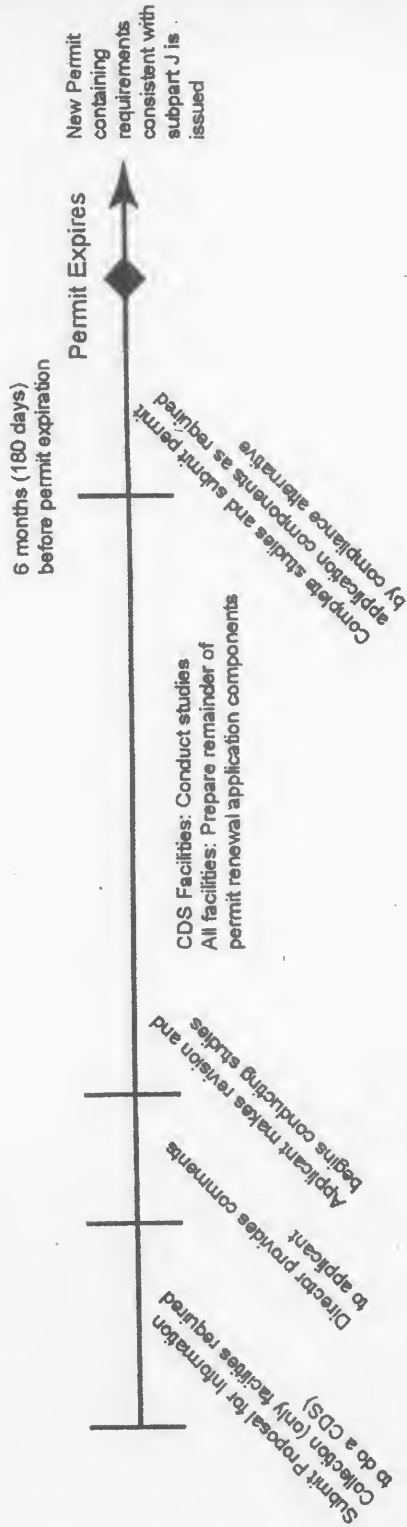 Submit Proposal for Information
Collection (only facilities required
to do a CDS)
Director provides comments
to applicant
Applicant makes revision and
begins conducting studies
CDS Facilities: Conduct studies
All facilities: Prepare remainder of
permit renewal application components
6 months (180 days)
before permit expiration
Complete studies and submit permit
application components as required
by compliance alternative
Permit Expires
New Permit
containing
requirements
consistent with
subpart J is
issued